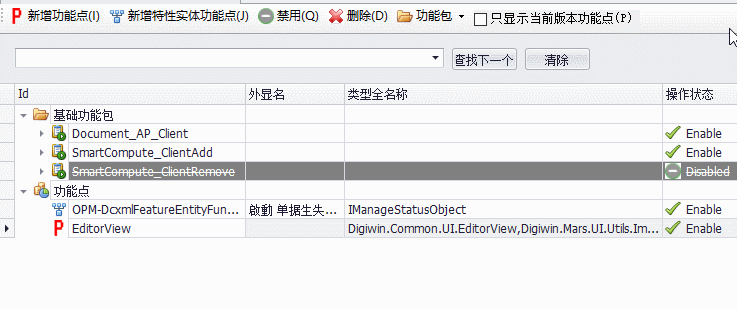 P 新增功能点(I) 新增特性实体功能点(J) 禁用(Q) 删除(D) 功能包 只显示当前版本功能点(P)
查找下一个 清除
Id 外显名 类型全名称 操作状态
基础功能包
Document_AP_Client Enable
SmartCompute_ClientAdd Enable
SmartCompute_ClientRemove Disabled
功能点
OPM-DcxmlFeatureEntityFun... 啟動 单据生失... IManageStatusObject Enable
P EditorView Digiwin.Common.UI.EditorView,Digiwin.Mars.UI.Utils.Im... Enable